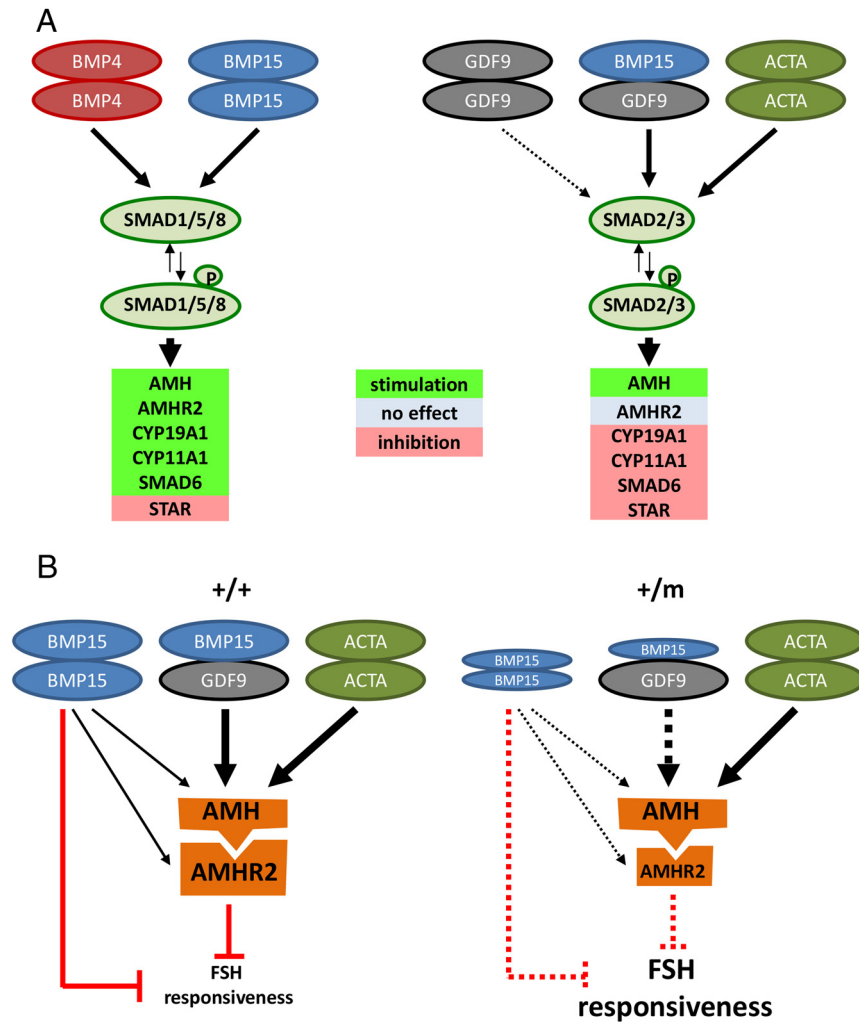 A
BMP4
BMP4
BMP15
BMP15
GDF9
GDF9
BMP15
GDF9
ACTA
ACTA
SMAD1/5/8
P
SMAD1/5/8
SMAD2/3
P
SMAD2/3
AMH
AMHR2
CYP19A1
CYP11A1
SMAD6
STAR
stimulation
no effect
inhibition
AMH
AMHR2
CYP19A1
CYP11A1
SMAD6
STAR
B
+/+
BMP15
BMP15
BMP15
GDF9
ACTA
ACTA
AMH
AMHR2
FSH
responsiveness
+/m
BMP15
BMP15
BMP15
GDF9
ACTA
ACTA
AMH
AMHR2
FSH
responsiveness